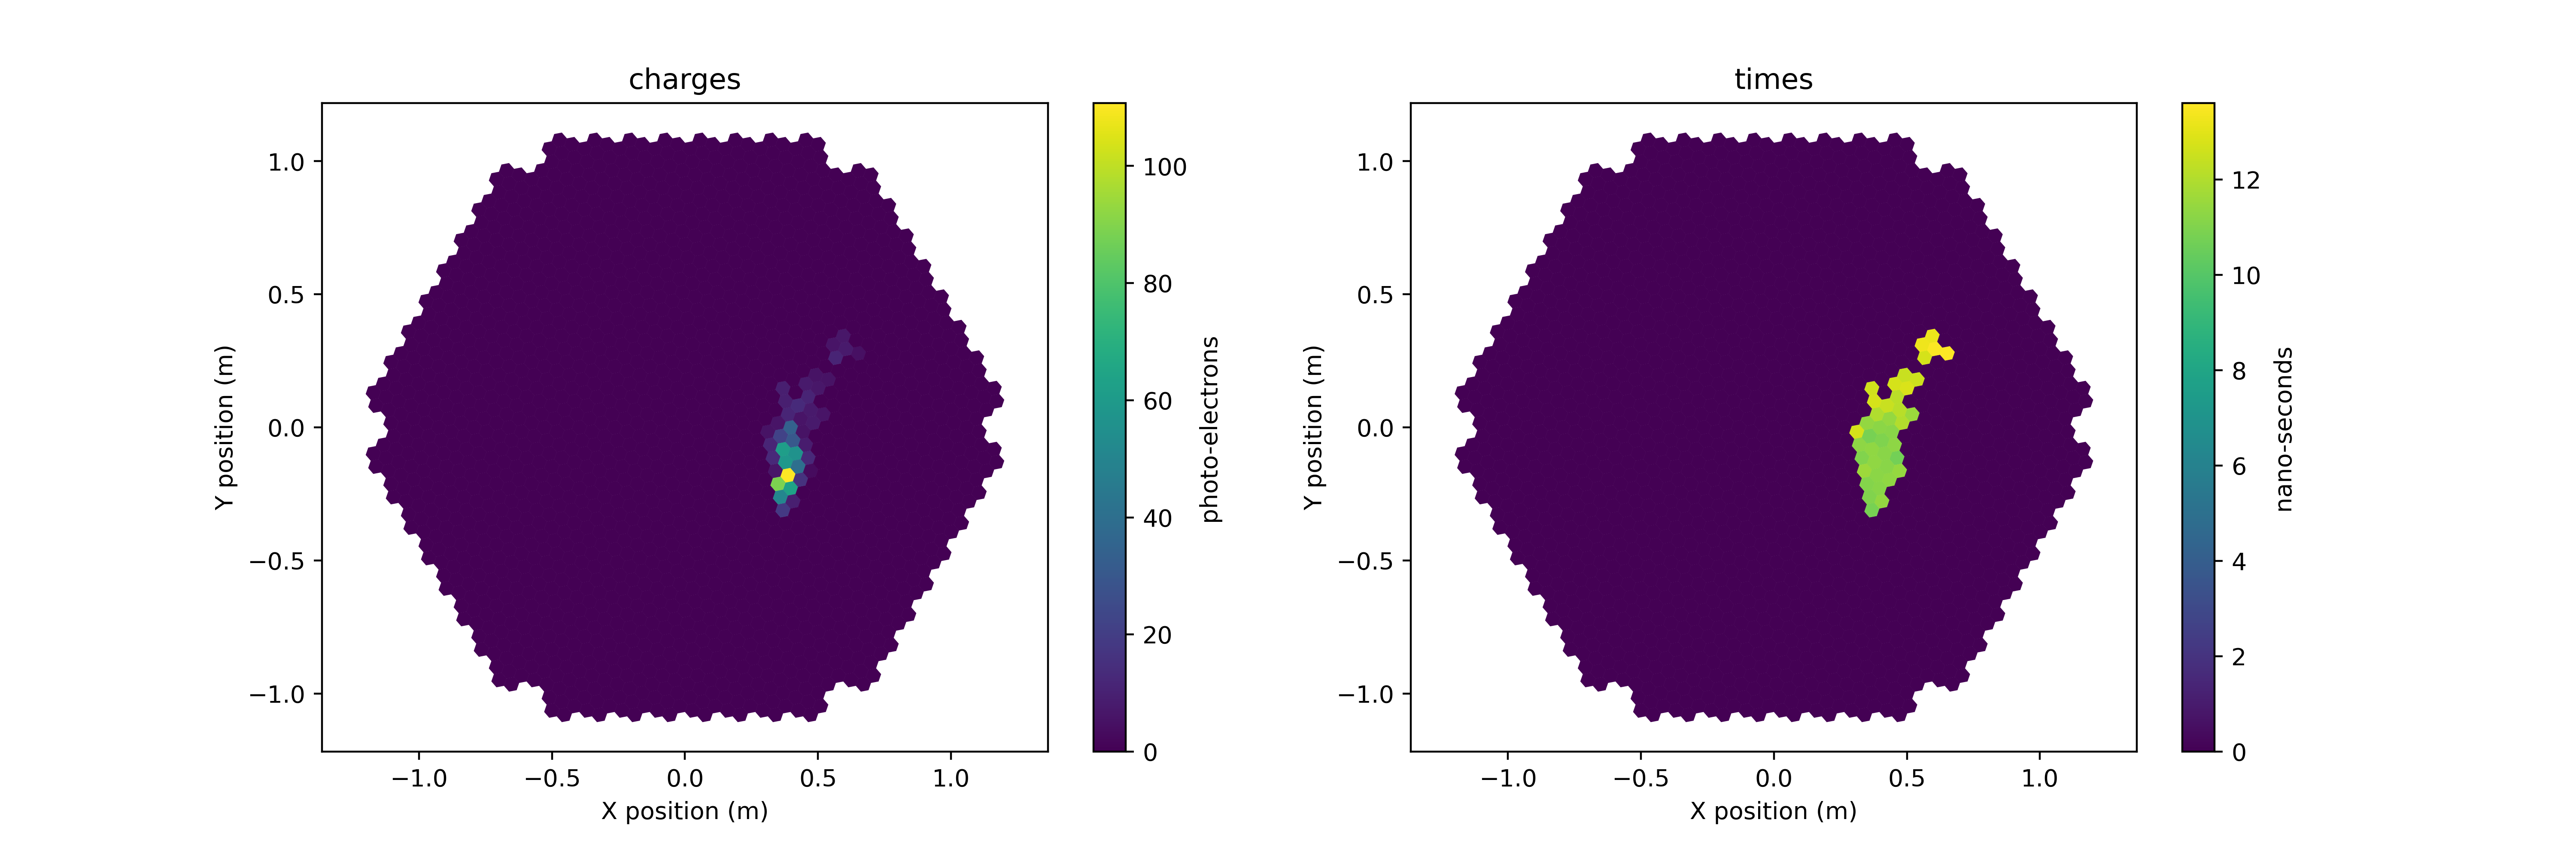 charges
1.0
0.5
0.0
−0.5
−1.0
Y position (m)
−1.0 −0.5 0.0 0.5 1.0
X position (m)
100
80
60
40
20
0
photo-electrons
times
1.0
0.5
0.0
−0.5
−1.0
Y position (m)
−1.0 −0.5 0.0 0.5 1.0
X position (m)
12
10
8
6
4
2
0
nano-seconds